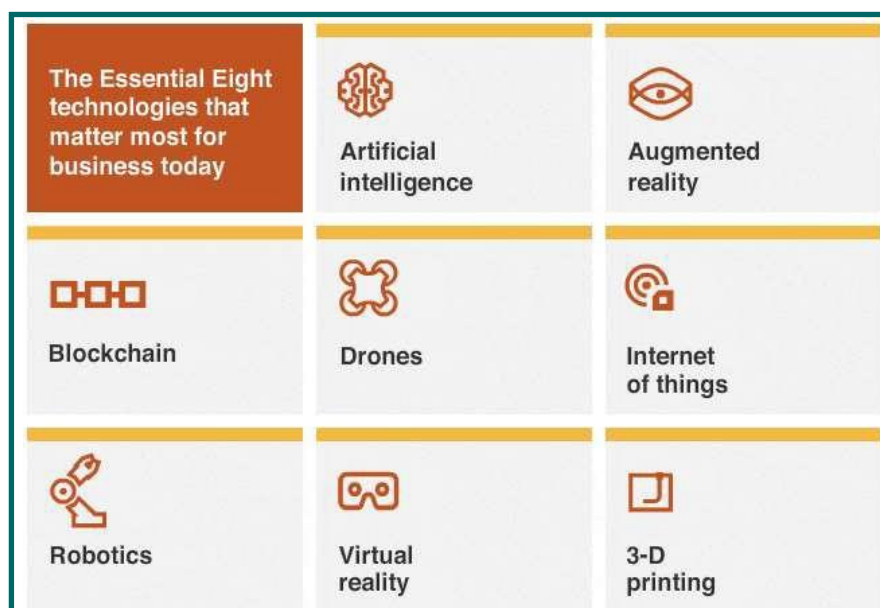 The Essential Eight
technologies that
matter most for
business today
Artificial
intelligence
Augmented
reality
Blockchain
Drones
Internet
of things
Robotics
Virtual
reality
3-D
printing